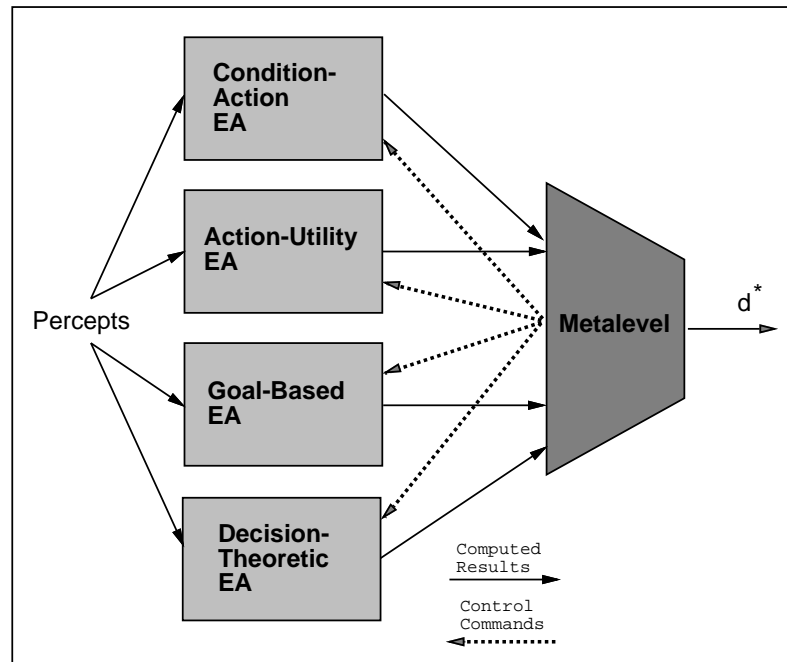 Condition-
Action
EA
Action-Utility
EA
Percepts
Goal-Based
EA
Decision-
Theoretic
EA
Metalevel
d*
Computed
Results
Control
Commands